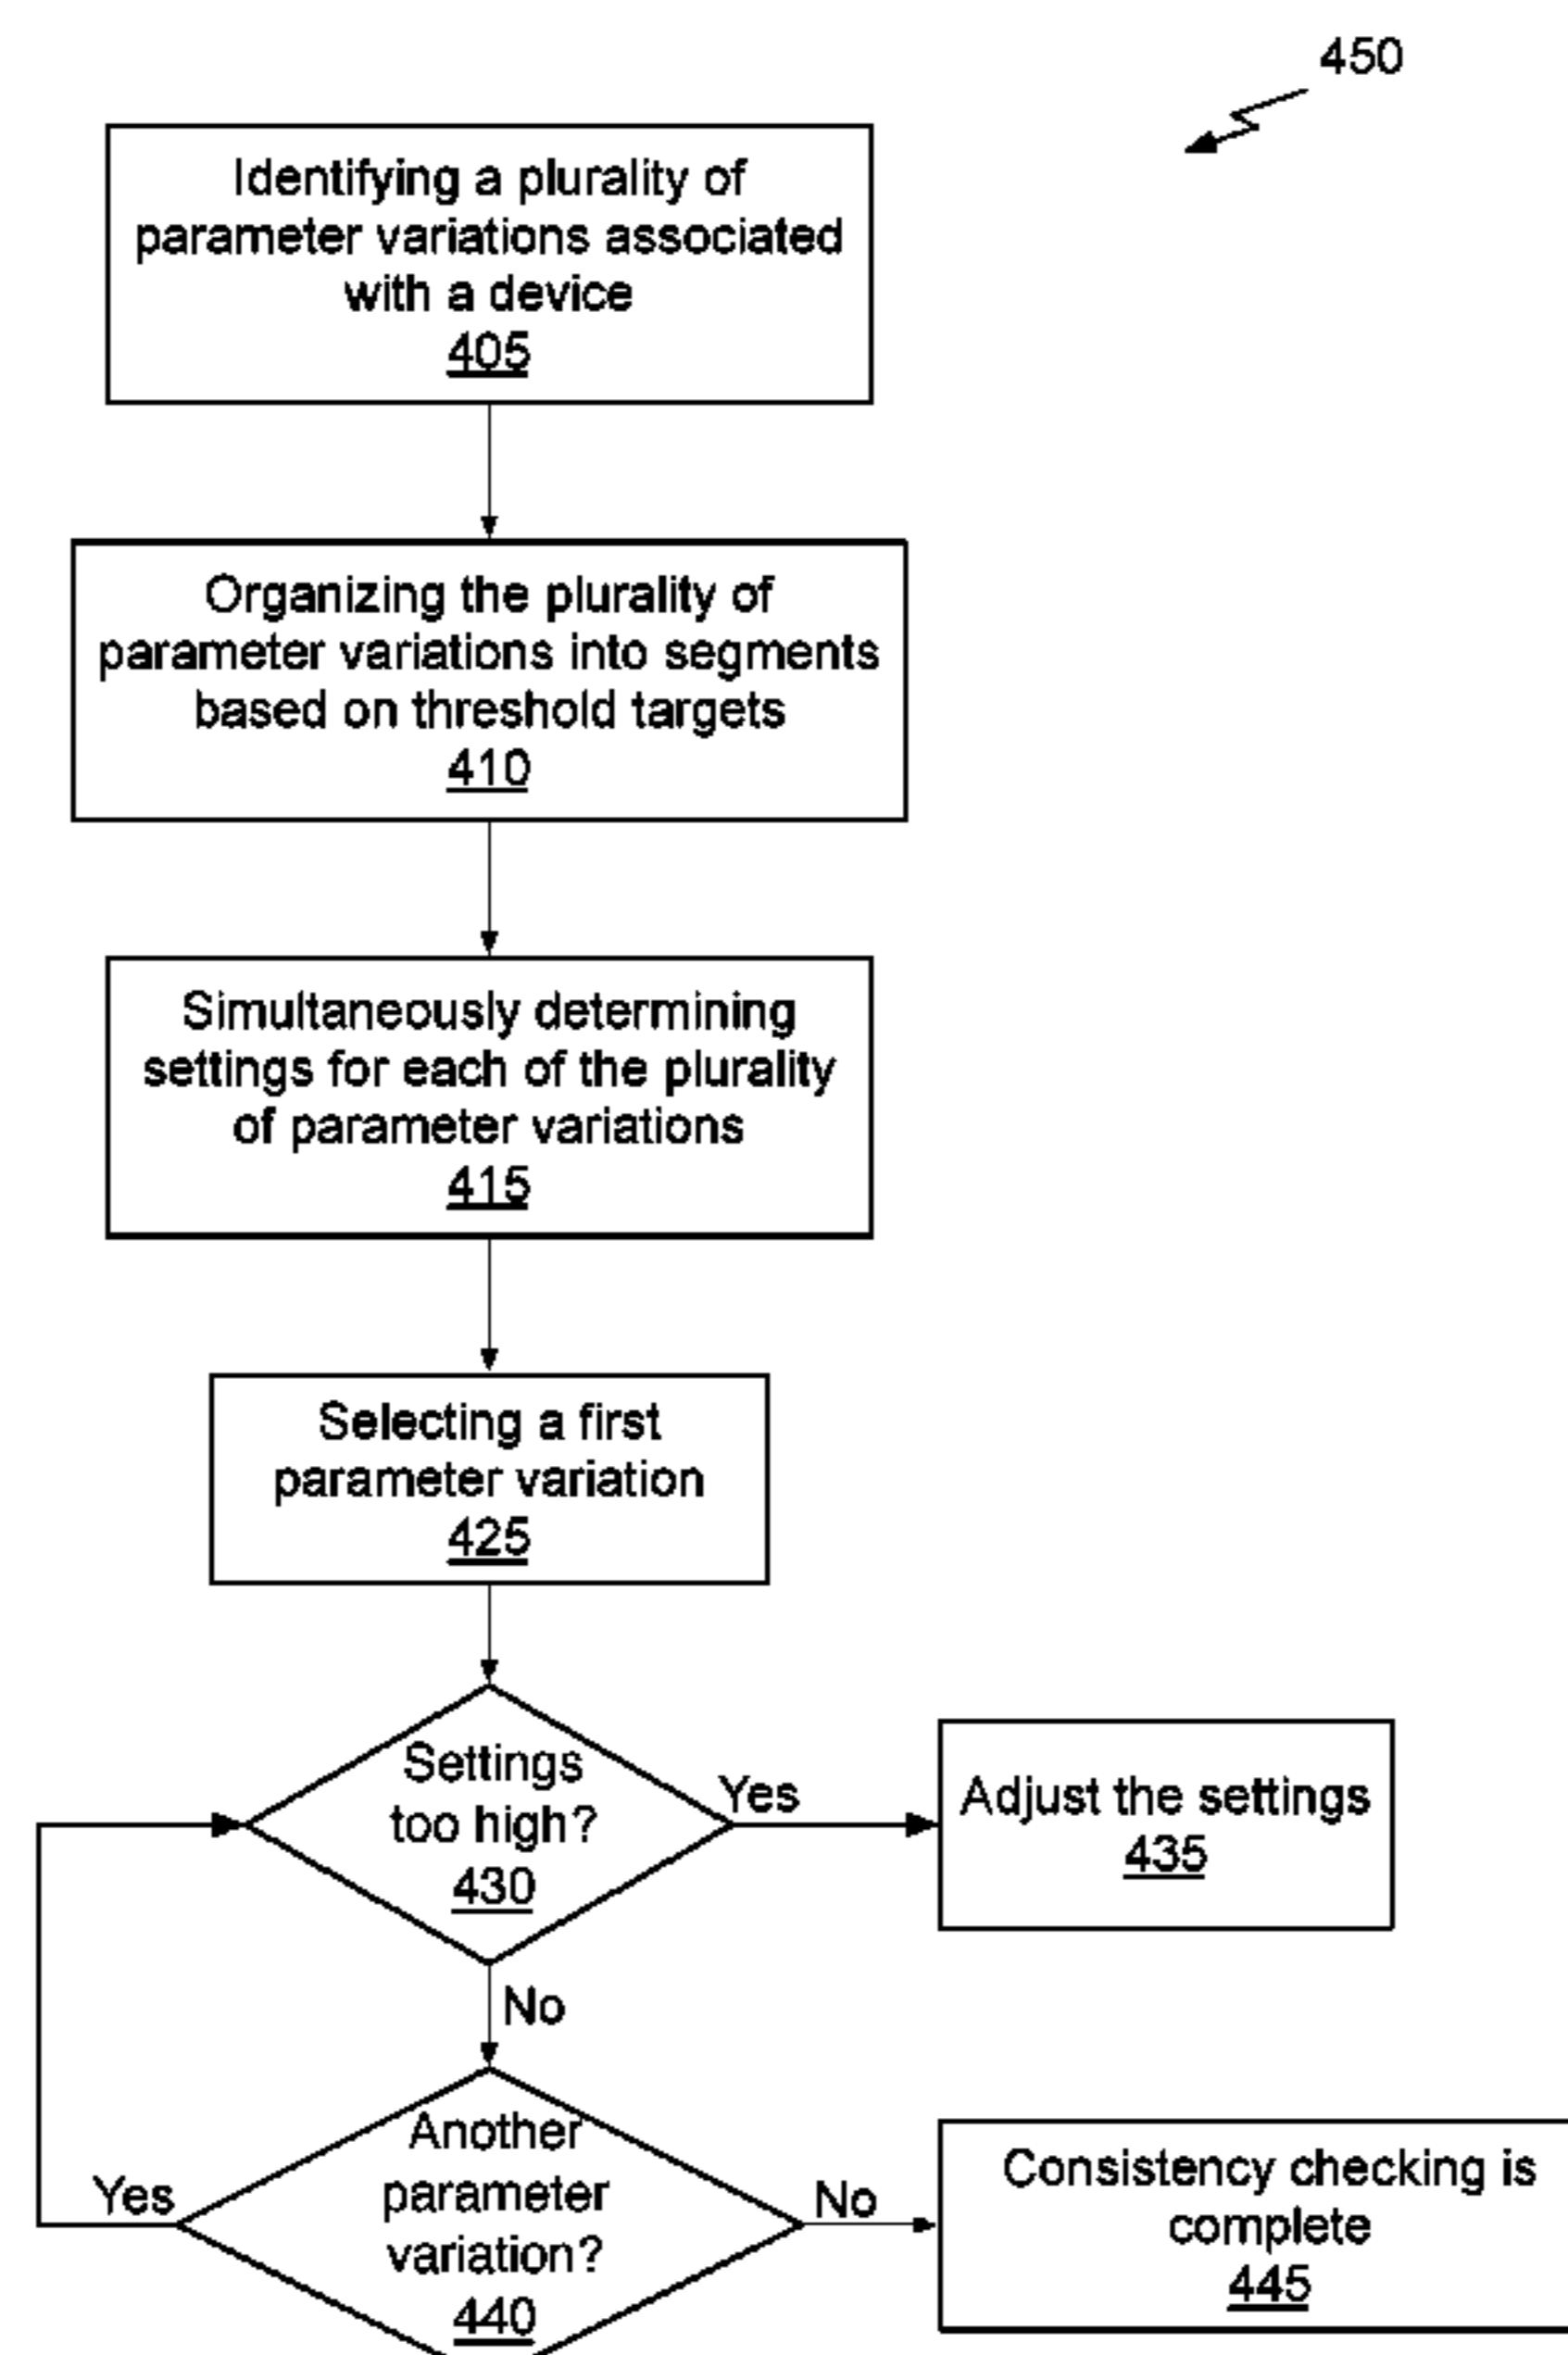 450
Identifying a plurality of
parameter variations associated
with a device
405
Organizing the plurality of
parameter variations into segments
based on threshold targets
410
Simultaneously determining
settings for each of the plurality
of parameter variations
415
Selecting a first
parameter variation
425
Settings
too high?
430
Yes
Adjust the settings
435
No
Another
parameter
variation?
440
Yes
No
Consistency checking is
complete
445